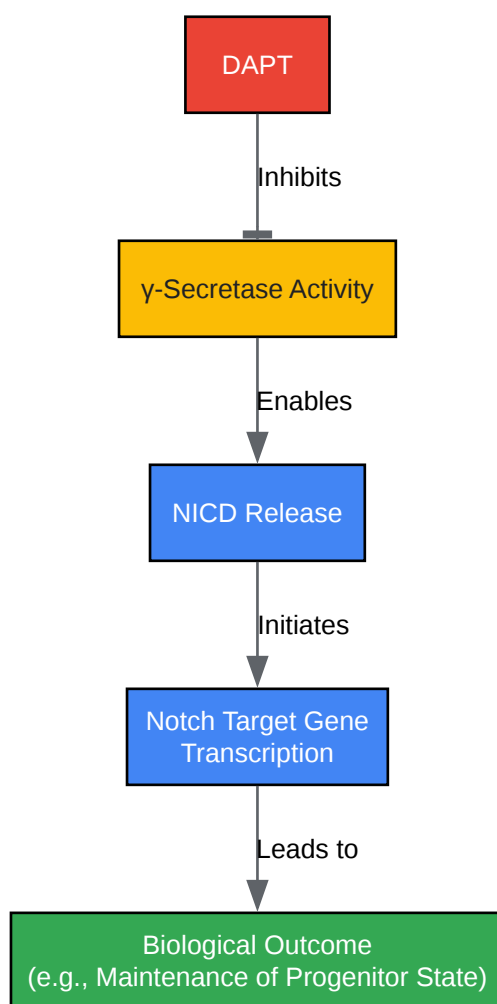 DAPT
Inhibits
γ-Secretase Activity
Enables
NICD Release
Initiates
Notch Target Gene
Transcription
Leads to
Biological Outcome
(e.g., Maintenance of Progenitor State)